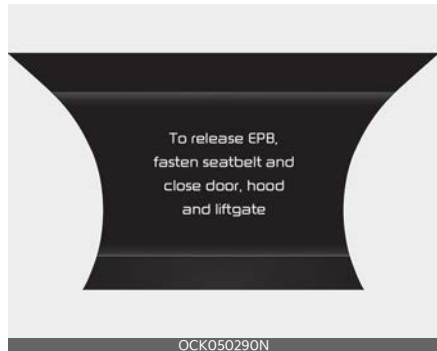 To release EPB,
fasten seatbelt and
close door, hood
and liftgate
OCK050290N